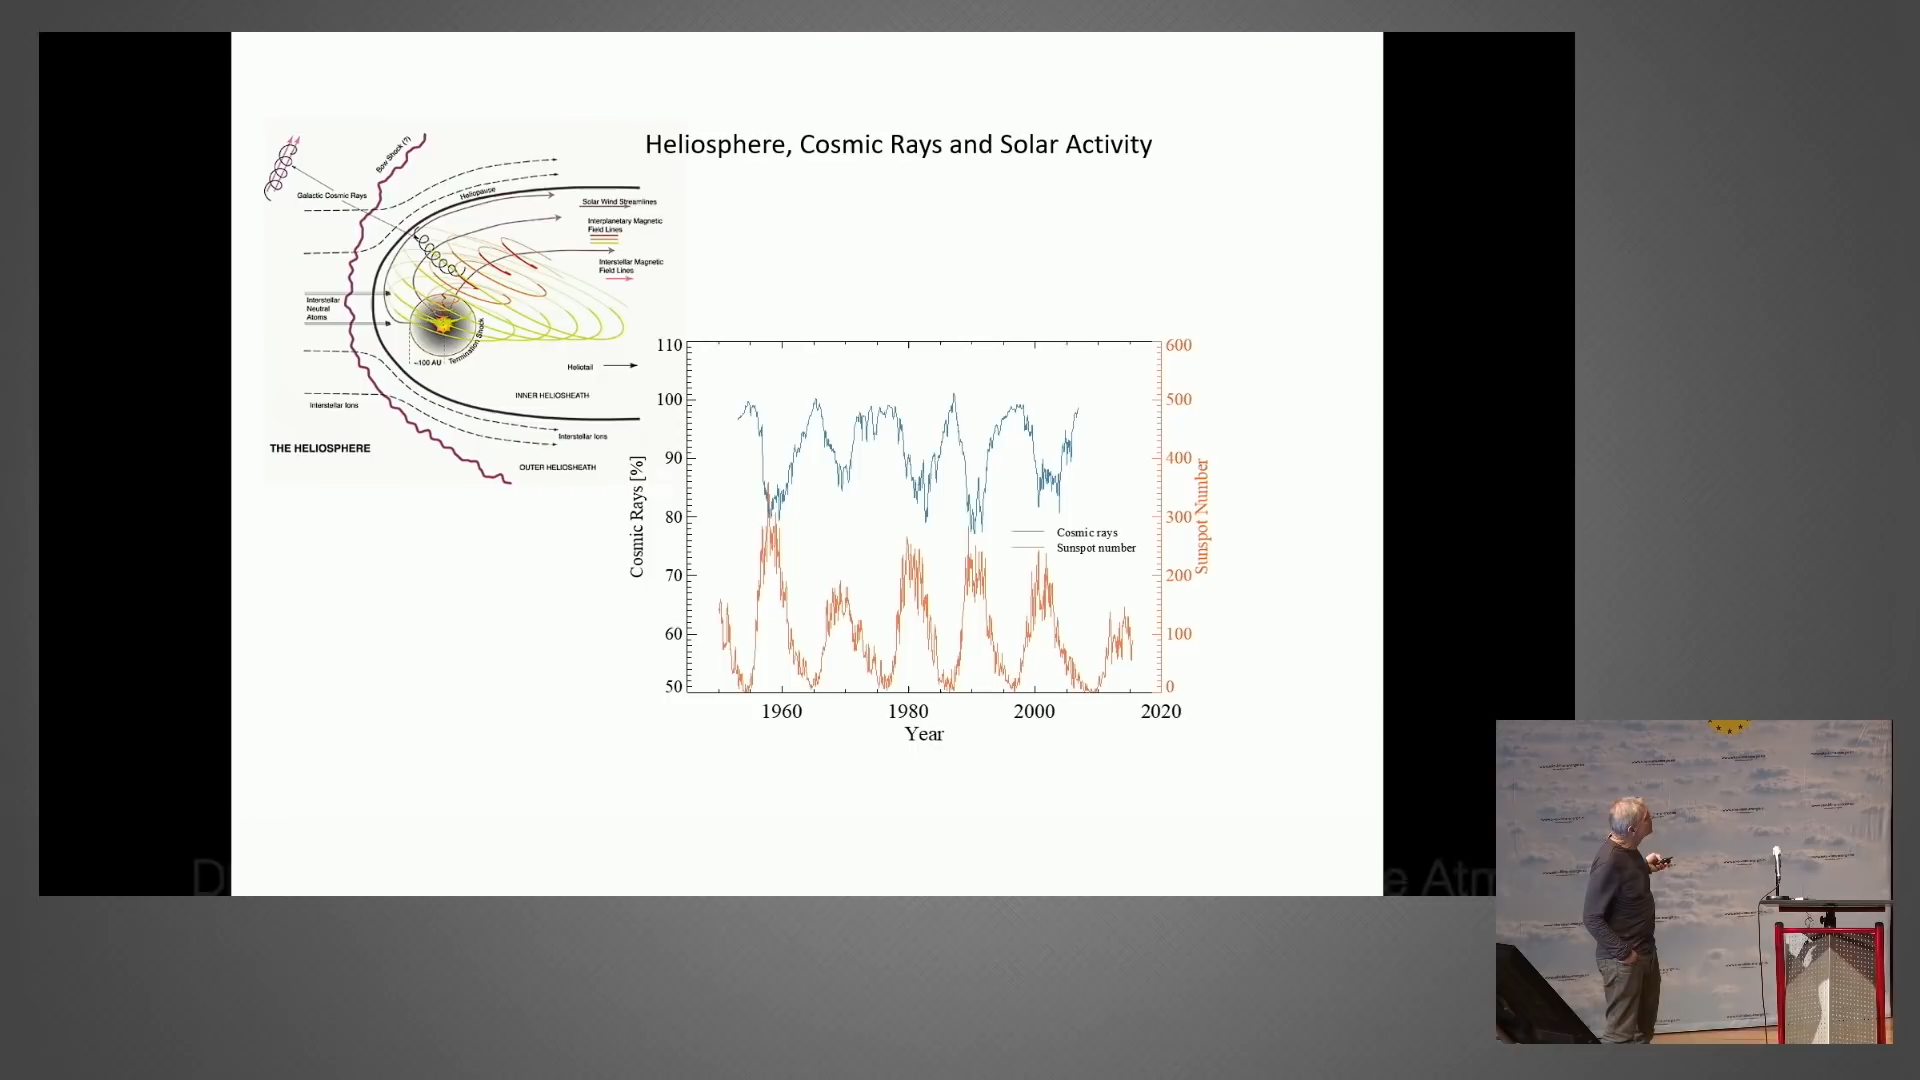 Heliosphere, Cosmic Rays and Solar Activity
Bow Shock (?)
Galactic Cosmic Rays
Heliopause
Solar Wind Streamlines
Interplanetary Magnetic
Field Lines
Interstellar Magnetic
Field Lines
Interstellar
Neutral
Atoms
Termination Shock
~100 AU
Heliotail
INNER HELIOSHEATH
Interstellar Ions
Interstellar Ions
THE HELIOSPHERE
OUTER HELIOSHEATH
110
100
90
80
70
60
50
Cosmic Rays [%]
600
500
400
300
200
100
0
Sunspot Number
Cosmic rays
Sunspot number
1960
1980
2000
2020
Year
D
e Atm